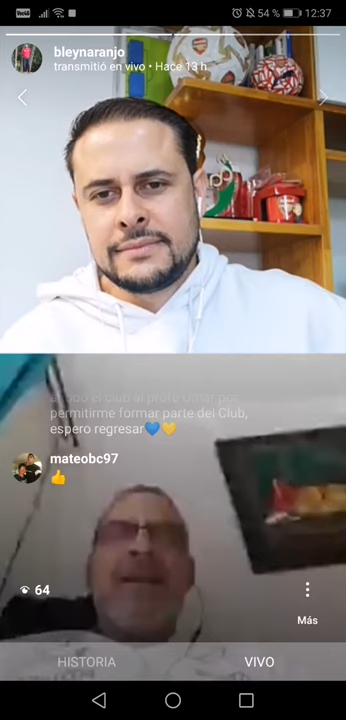 54 % 12:37
bleynaranjo
transmitió en vivo • Hace 13 h
a todo el club al profe Omar por
permitirme formar parte del Club,
espero regresar💙💛
mateobc97
👍
64
Más
HISTORIA
VIVO